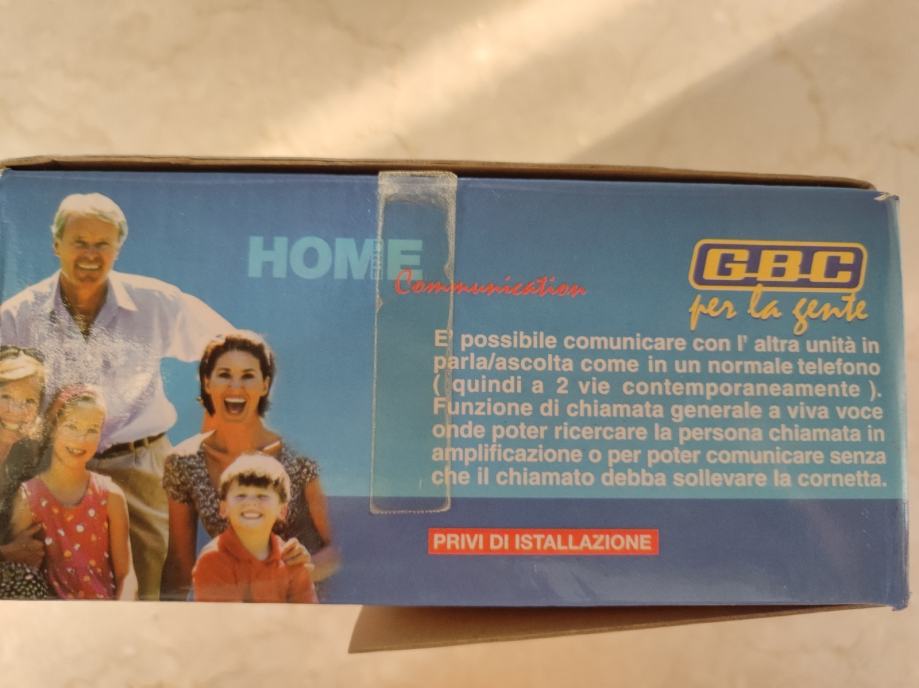 HOME
SERIE
Communication
GBC
per la gente
E' possibile comunicare con l' altra unità in
parla/ascolta come in un normale telefono
( quindi a 2 vie contemporaneamente ).
Funzione di chiamata generale a viva voce
onde poter ricercare la persona chiamata in
amplificazione o per poter comunicare senza
che il chiamato debba sollevare la cornetta.
PRIVI DI ISTALLAZIONE